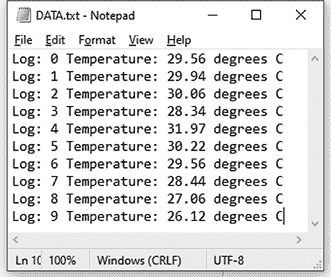 DATA.txt - Notepad
File Edit Format View Help
Log: 0 Temperature: 29.56 degrees C
Log: 1 Temperature: 29.94 degrees C
Log: 2 Temperature: 30.06 degrees C
Log: 3 Temperature: 28.34 degrees C
Log: 4 Temperature: 31.97 degrees C
Log: 5 Temperature: 30.22 degrees C
Log: 6 Temperature: 29.56 degrees C
Log: 7 Temperature: 28.44 degrees C
Log: 8 Temperature: 27.06 degrees C
Log: 9 Temperature: 26.12 degrees C
Ln 10 100% Windows (CRLF) UTF-8